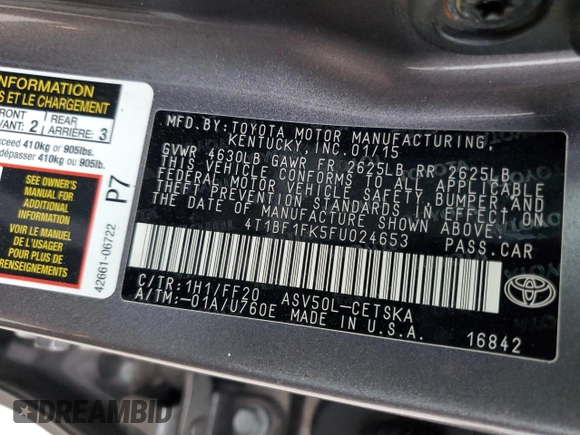 INFORMATION
S ET LE CHARGEMENT
FRONT
AVANT: 2
REAR
ARRIÈRE: 3
exceed 410kg or 905lbs.
dépasser 410kg or 905lbs.
SEE OWNER'S
MANUAL FOR
ADDITIONAL
INFORMATION
VOIR LE MANUEL
DE L'USAGER
POUR PLUS DE
RENSEIGNEMENTS
P7
42661-06722
MFD. BY: TOYOTA MOTOR MANUFACTURING,
KENTUCKY, INC. 01/15
GVWR 4630LB GAWR FR 2625LB RR 2625LB
THIS VEHICLE CONFORMS TO ALL APPLICABLE
FEDERAL MOTOR VEHICLE SAFETY, BUMPER, AND
THEFT PREVENTION STANDARDS IN EFFECT ON
THE DATE OF MANUFACTURE SHOWN ABOVE.
4T1BF1FK5FU024653 PASS.CAR
C/TR: 1H1/FF20 ASV50L-CETSKA
A/TM: -01A/U760E MADE IN U.S.A.
16842
TOYOTA
DREAMBID